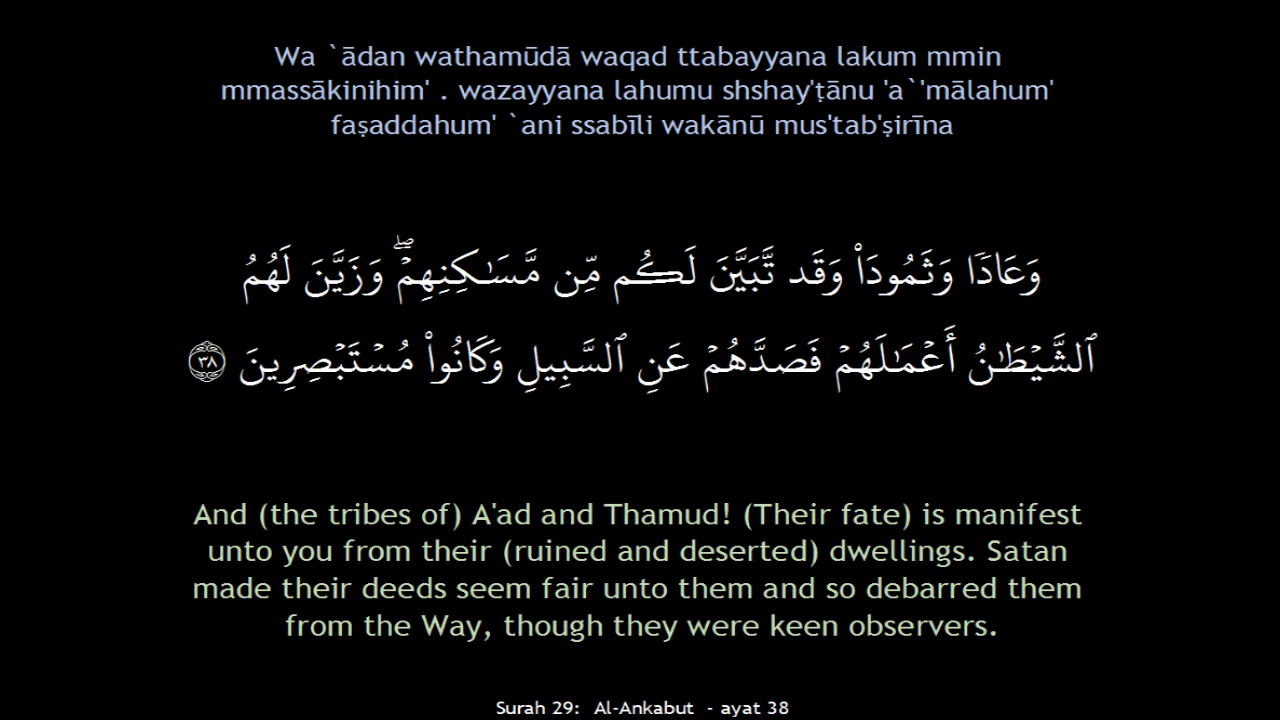 Wa `ādan wathamūdā waqad ttabayyana lakum mmin
mmassākinihim' . wazayyana lahumu shshay'ṭānu 'a`'mālahum'
faṣaddahum' `ani ssabīli wakānū mus'tab'ṣirīna
وَعَادًا وَثَمُودَا۟ وَقَد تَّبَيَّنَ لَكُم مِّن مَّسَـٰكِنِهِمْ ۖ وَزَيَّنَ لَهُمُ
ٱلشَّيْطَـٰنُ أَعْمَـٰلَهُمْ فَصَدَّهُمْ عَنِ ٱلسَّبِيلِ وَكَانُوا۟ مُسْتَبْصِرِينَ ٣٨
And (the tribes of) A'ad and Thamud! (Their fate) is manifest
unto you from their (ruined and deserted) dwellings. Satan
made their deeds seem fair unto them and so debarred them
from the Way, though they were keen observers.
Surah 29: Al-Ankabut - ayat 38